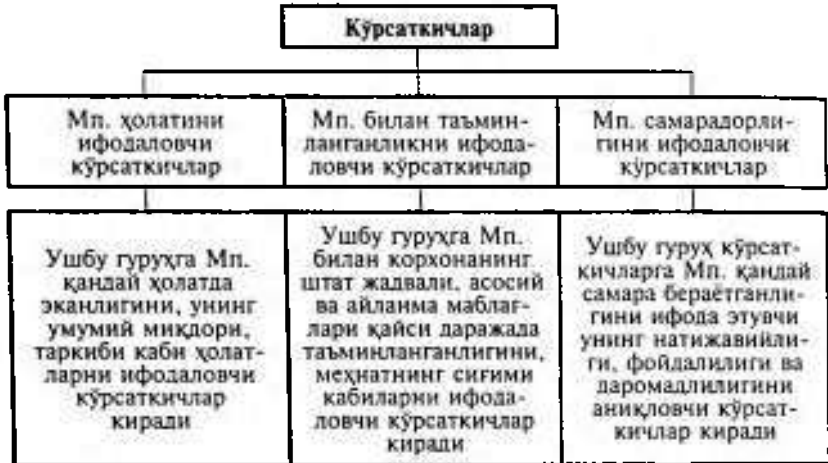 Кўрсаткичлар
Мп. ҳолатини
ифодаловчи
кўрсаткичлар
Мп. билан таъмин-
ланганликни ифода-
ловчи кўрсаткичлар
Мп. самарадорли-
гини ифодаловчи
кўрсаткичлар
Ушбу гуруҳга Мп.
қандай ҳолатда
эканлигини, унинг
умумий миқдори,
таркиби каби ҳолат-
ларни ифодаловчи
кўрсаткичлар
киради
Ушбу гуруҳга Мп.
билан корхонанинг
штат жадвали, асосий
ва айланма маблағ-
лари қайси даражада
таъминланганлигини,
меҳнатнинг сиғими
кабиларни ифода-
ловчи кўрсаткичлар
киради
Ушбу гуруҳ кўрсат-
кичларга Мп. қандай
самара бераётганли-
гини ифода этувчи
унинг натижавийли-
ги, фойдалилиги ва
даромадлилигини
аниқловчи кўрсат-
кичлар киради